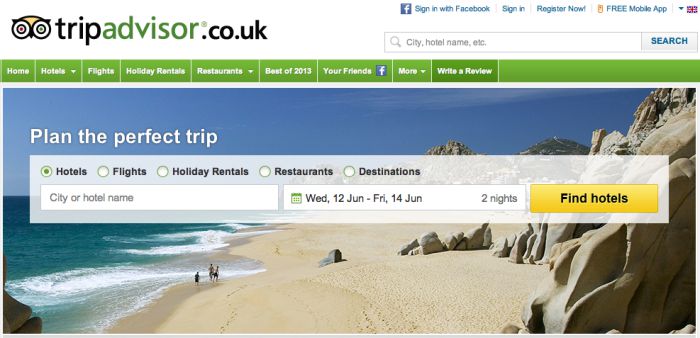 Sign in with Facebook Sign in Register Now! FREE Mobile App
tripadvisor®.co.uk
City, hotel name, etc. SEARCH
Home Hotels Flights Holiday Rentals Restaurants Best of 2013 Your Friends More Write a Review
Plan the perfect trip
Hotels Flights Holiday Rentals Restaurants Destinations
City or hotel name Wed, 12 Jun - Fri, 14 Jun 2 nights Find hotels